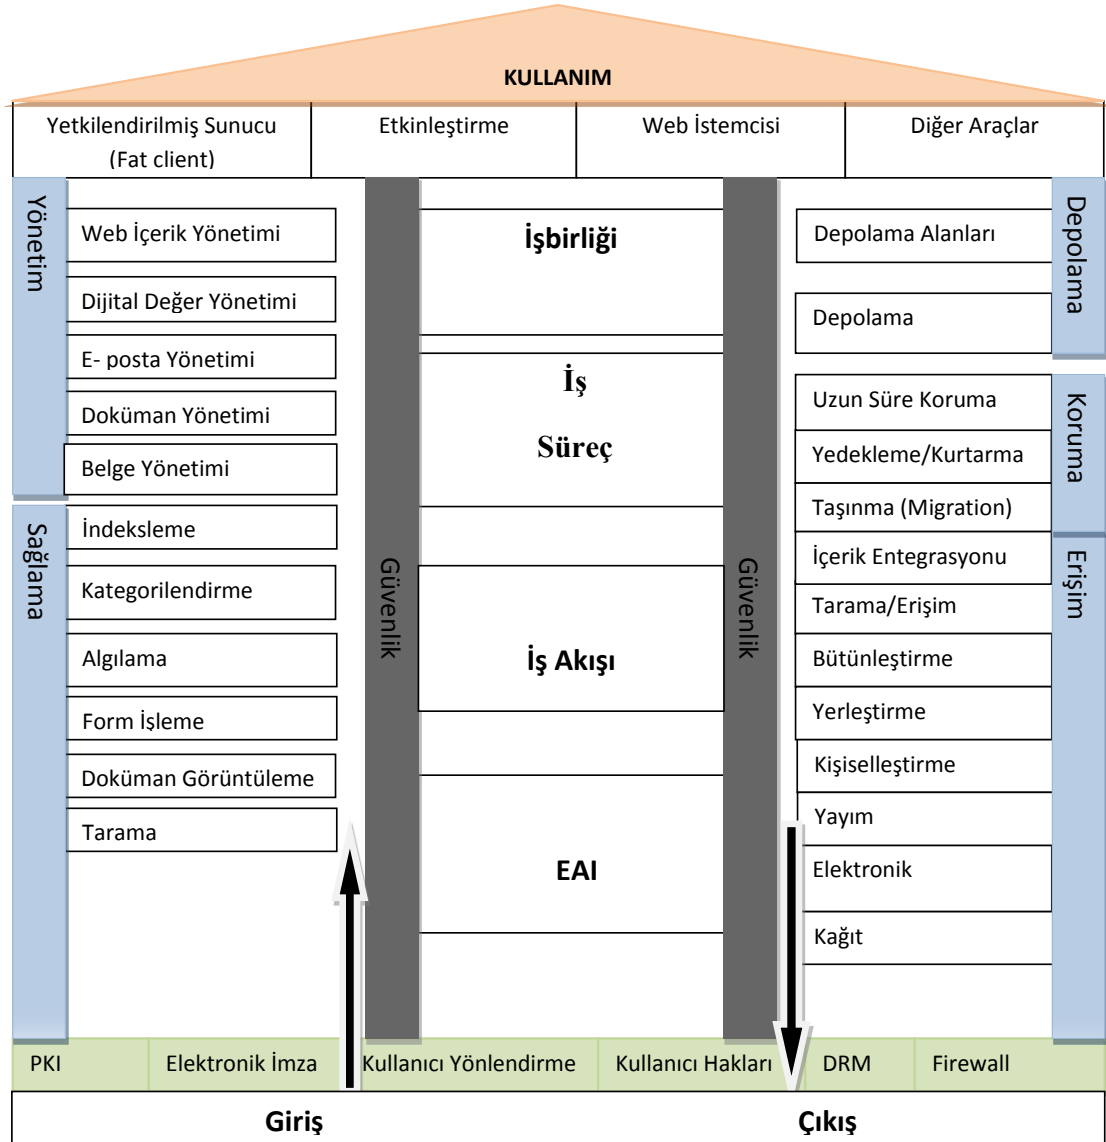 KULLANIM
Yetkilendirilmiş Sunucu
(Fat client)
Etkinleştirme
Web İstemcisi
Diğer Araçlar
Yönetim
Web İçerik Yönetimi
Dijital Değer Yönetimi
E- posta Yönetimi
Doküman Yönetimi
Belge Yönetimi
Sağlama
İndeksleme
Kategorilendirme
Algılama
Form İşleme
Doküman Görüntüleme
Tarama
Güvenlik
İşbirliği
İş
Süreç
İş Akışı
EAI
Güvenlik
Depolama Alanları
Depolama
Depolama
Uzun Süre Koruma
Yedekleme/Kurtarma
Taşınma (Migration)
Koruma
İçerik Entegrasyonu
Tarama/Erişim
Bütünleştirme
Yerleştirme
Kişiselleştirme
Yayım
Elektronik
Kağıt
Erişim
PKI
Elektronik İmza
Kullanıcı Yönlendirme
Kullanıcı Hakları
DRM
Firewall
Giriş
Çıkış